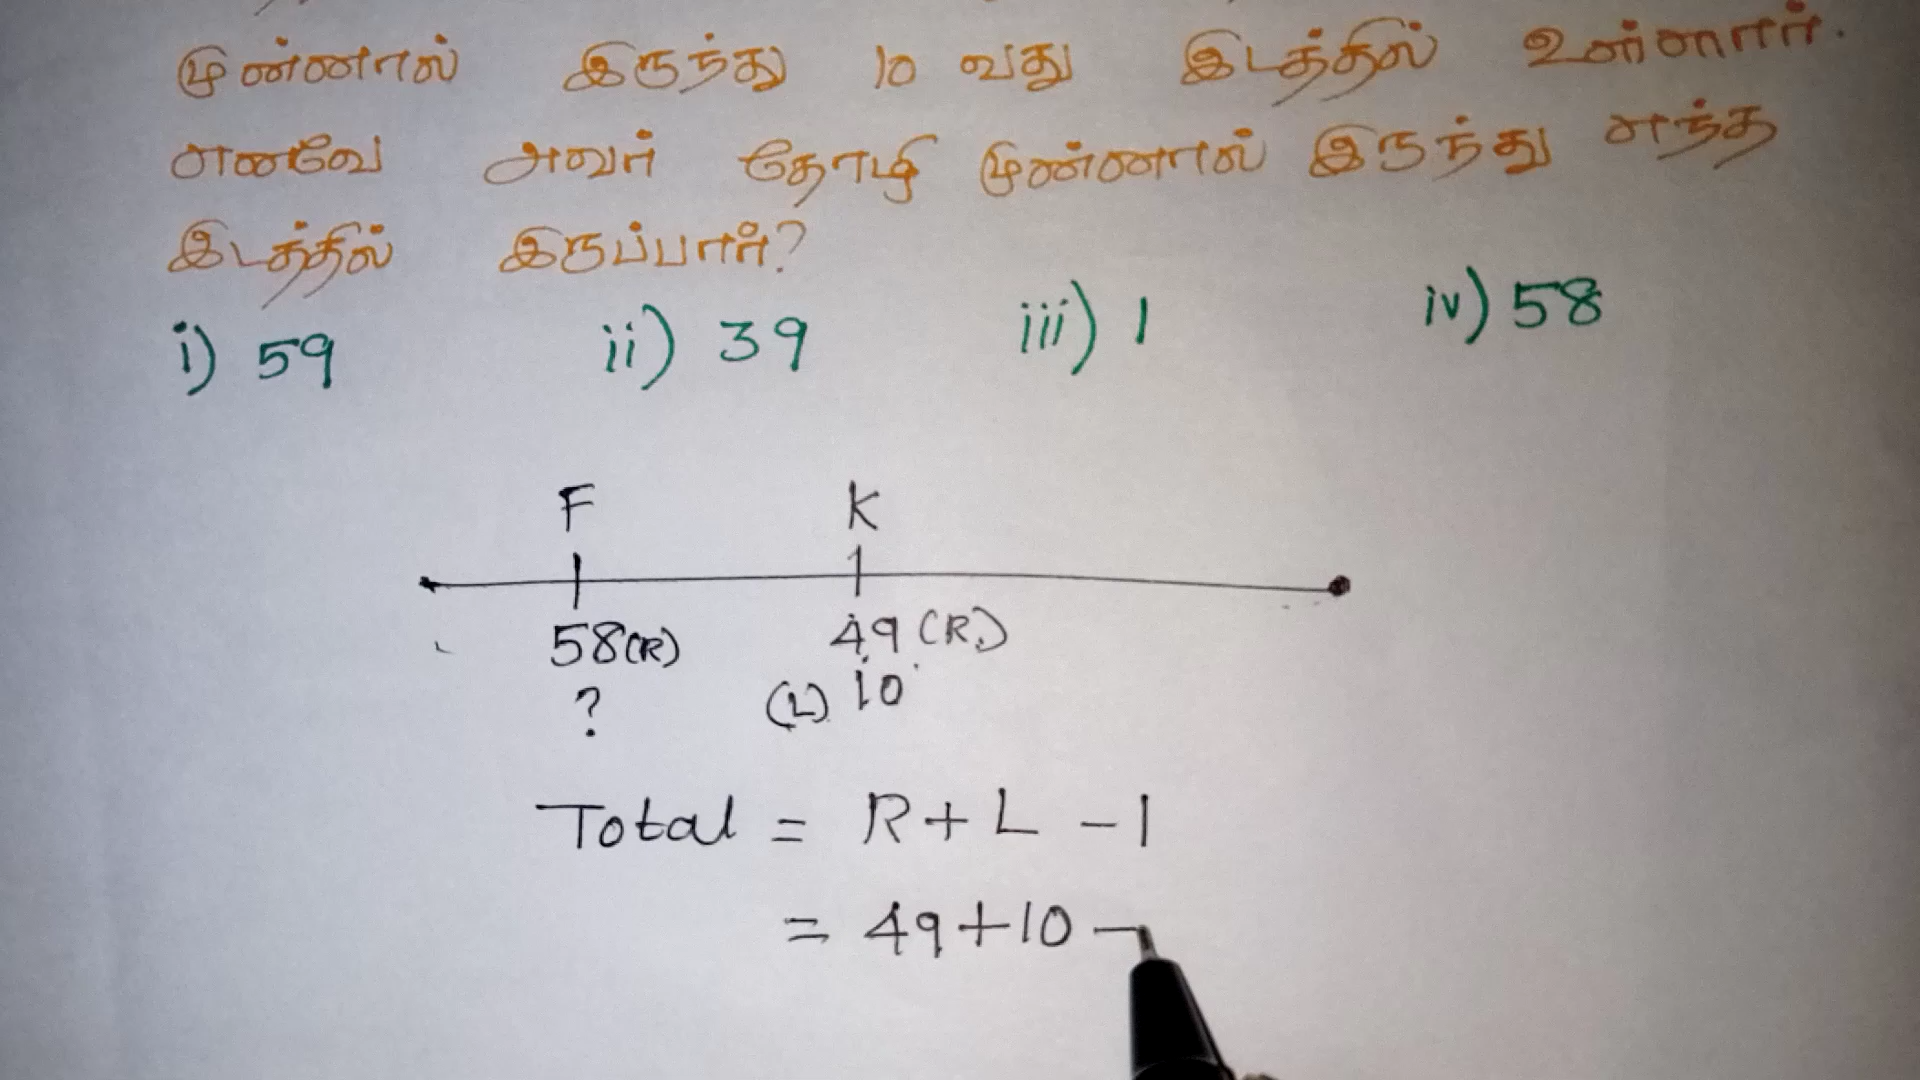 முன்னால் இருந்து 10 வது இடத்தில் உள்ளார்.
எனவே அவர் தோழி முன்னால் இருந்து எந்த
இடத்தில் இருப்பார்?
i) 59 ii) 39 iii) 1 iv) 58
F K
58(R) 49 (R)
? (L) 10
Total = R + L - 1
= 49 + 10 -